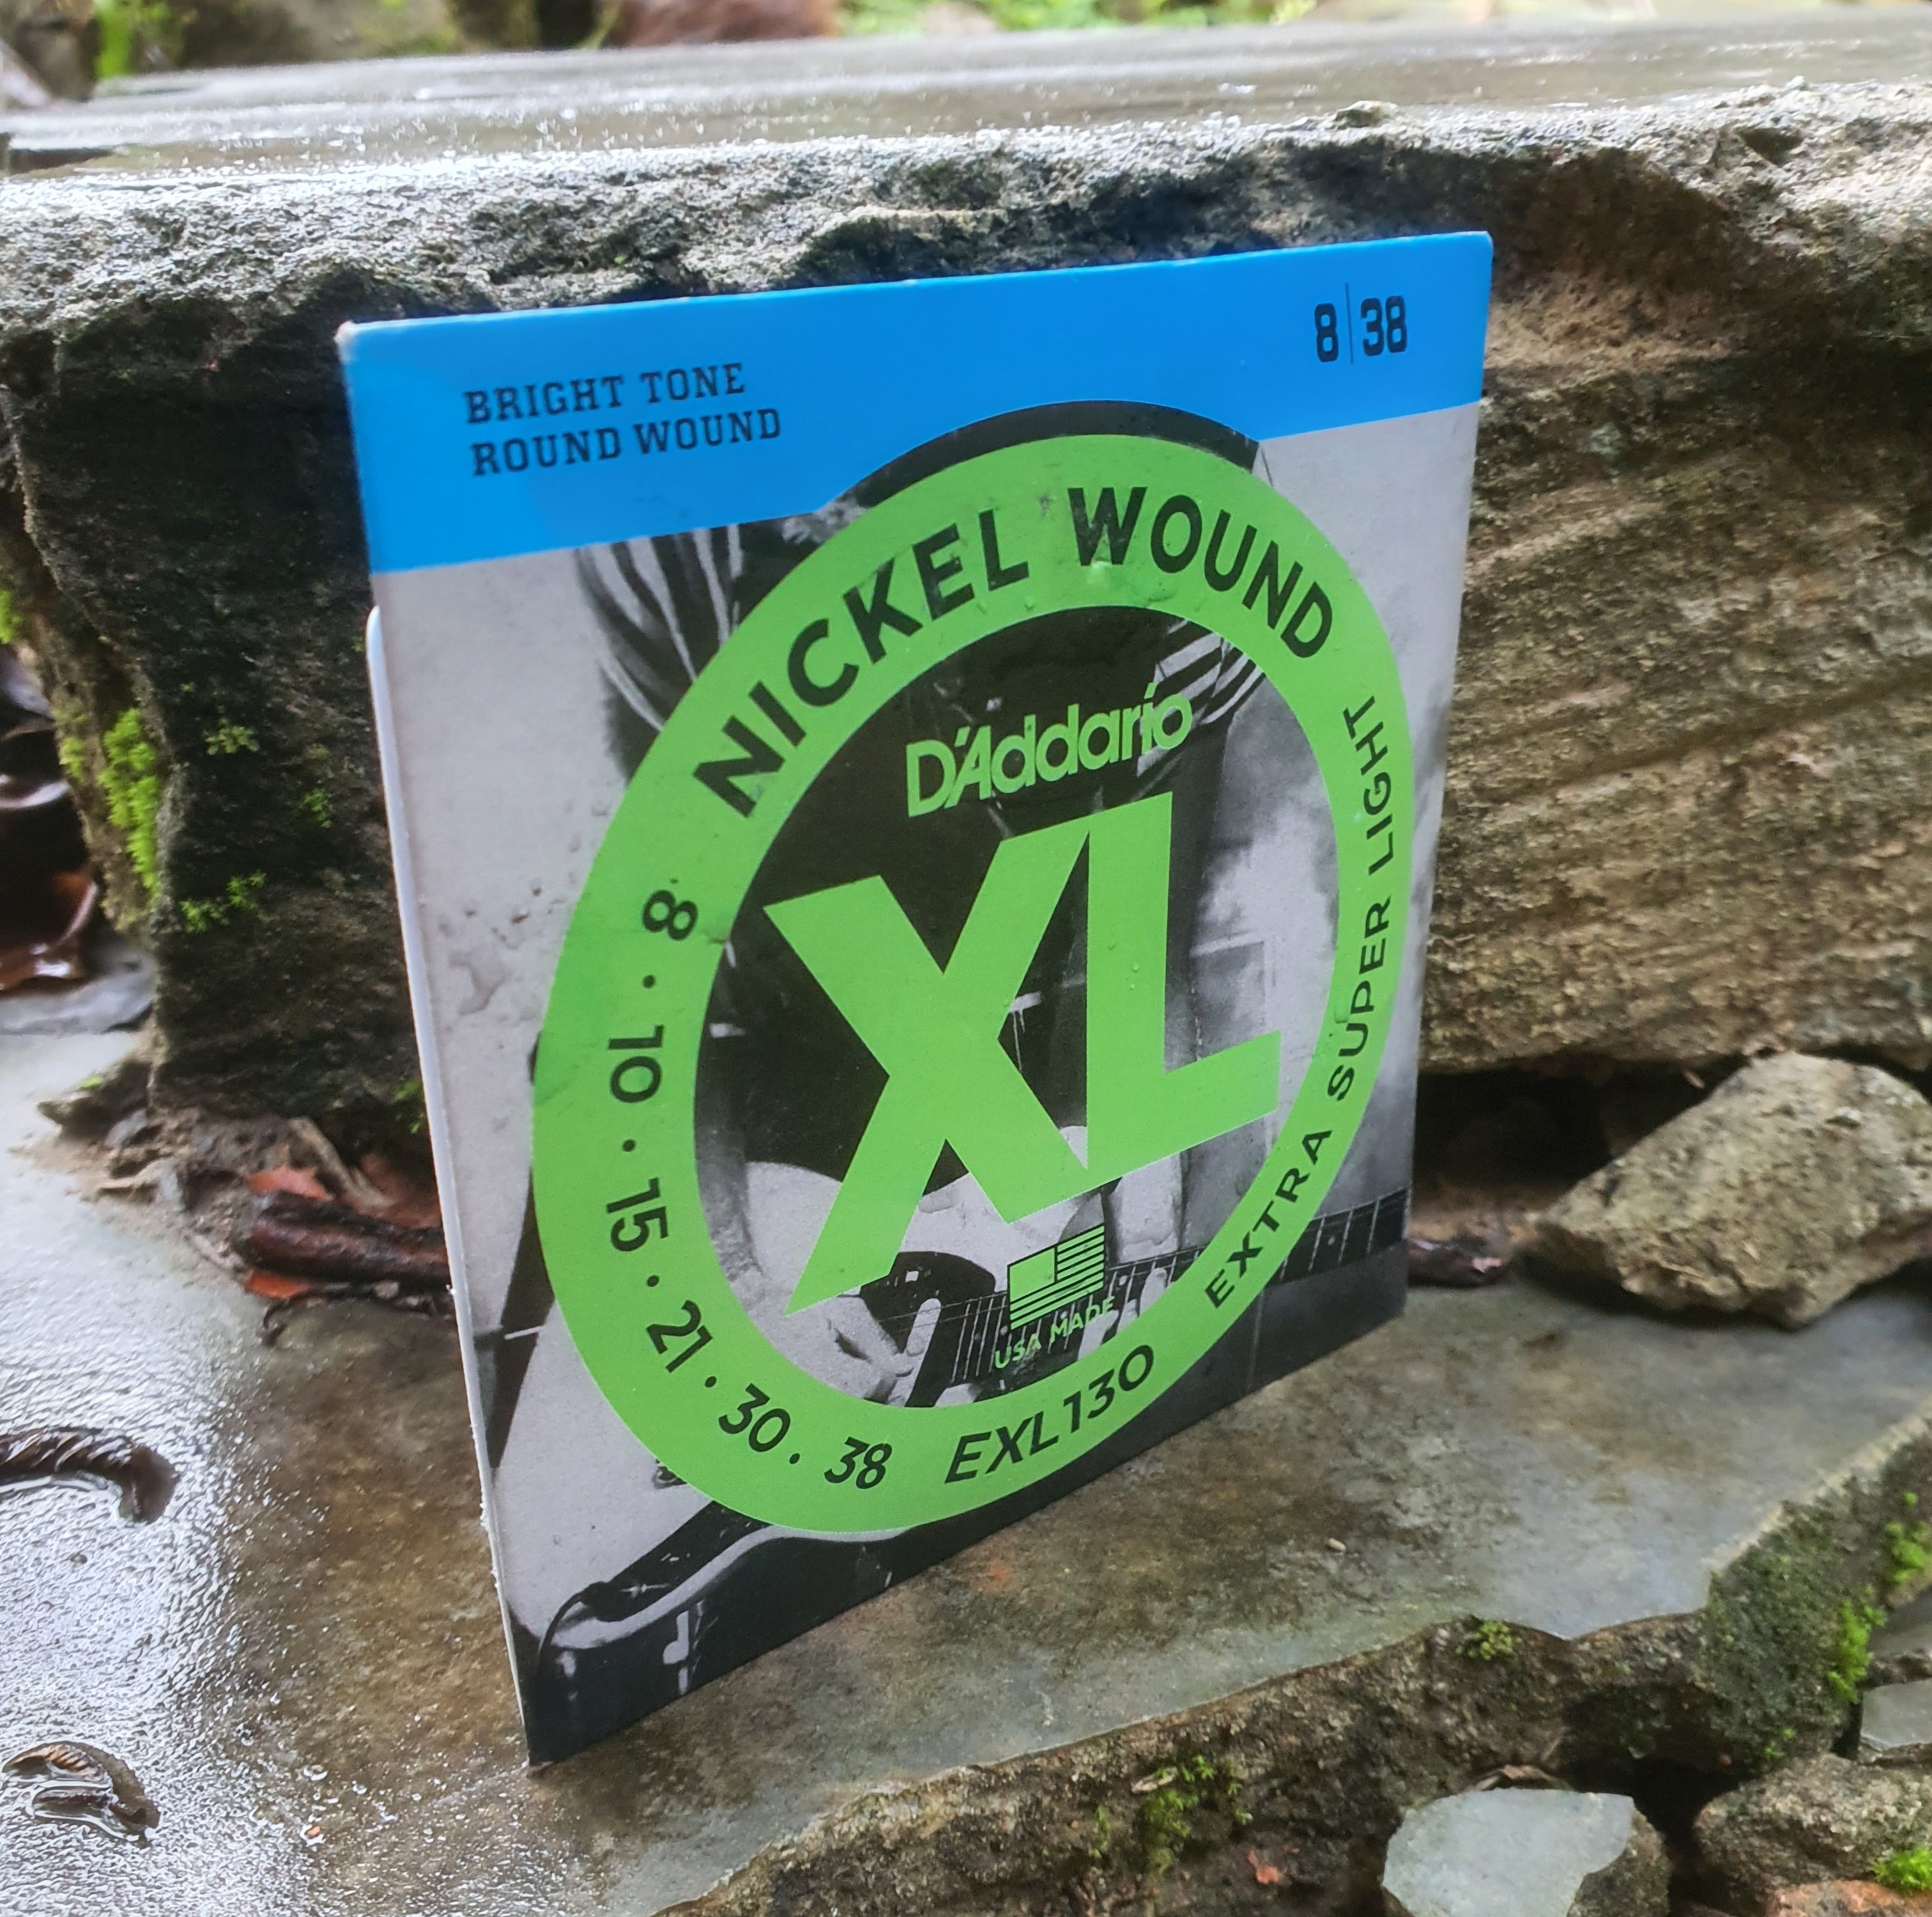 BRIGHT TONE
ROUND WOUND
8|38
NICKEL WOUND
D'Addario
XL
USA MADE
8 · 10 · 15 · 21 · 30 · 38
EXL130
EXTRA SUPER LIGHT